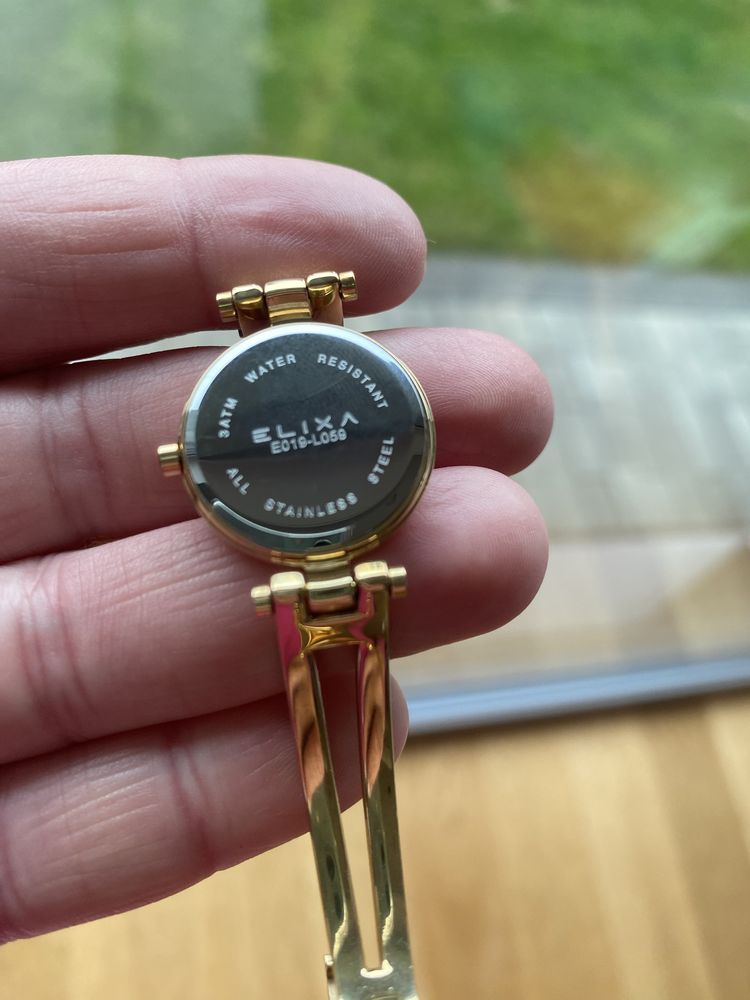 3ATM WATER RESISTANT
ELIXA
E019-L059
ALL STAINLESS STEEL